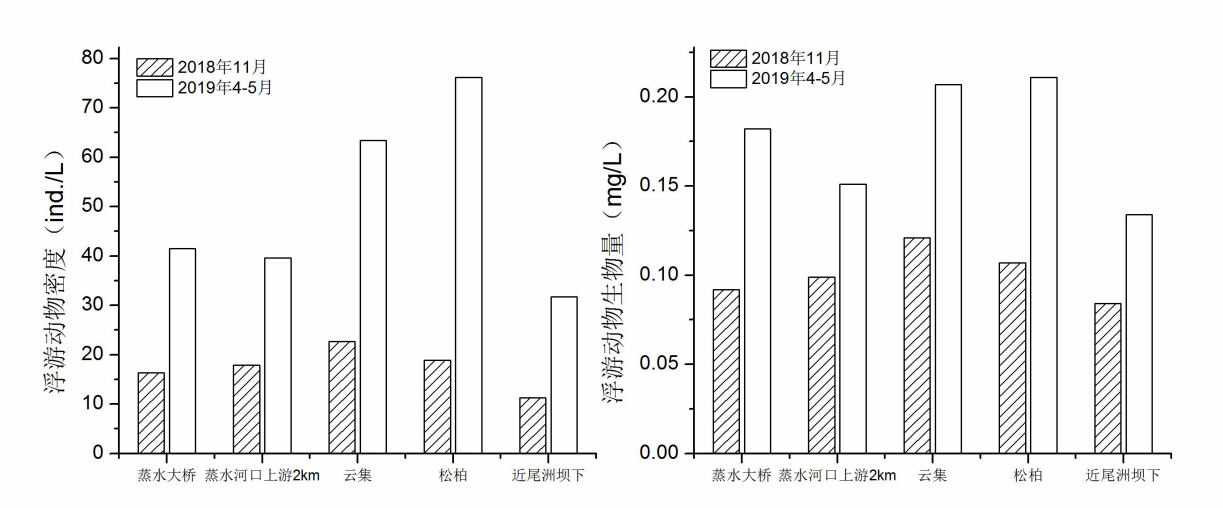 浮游动物密度（ind./L）
80
70
60
50
40
30
20
10
0
2018年11月
2019年4-5月
蒸水大桥
蒸水河口上游2km
云集
松柏
近尾洲坝下
浮游动物生物量（mg/L）
0.20
0.15
0.10
0.05
0.00
2018年11月
2019年4-5月
蒸水大桥
蒸水河口上游2km
云集
松柏
近尾洲坝下